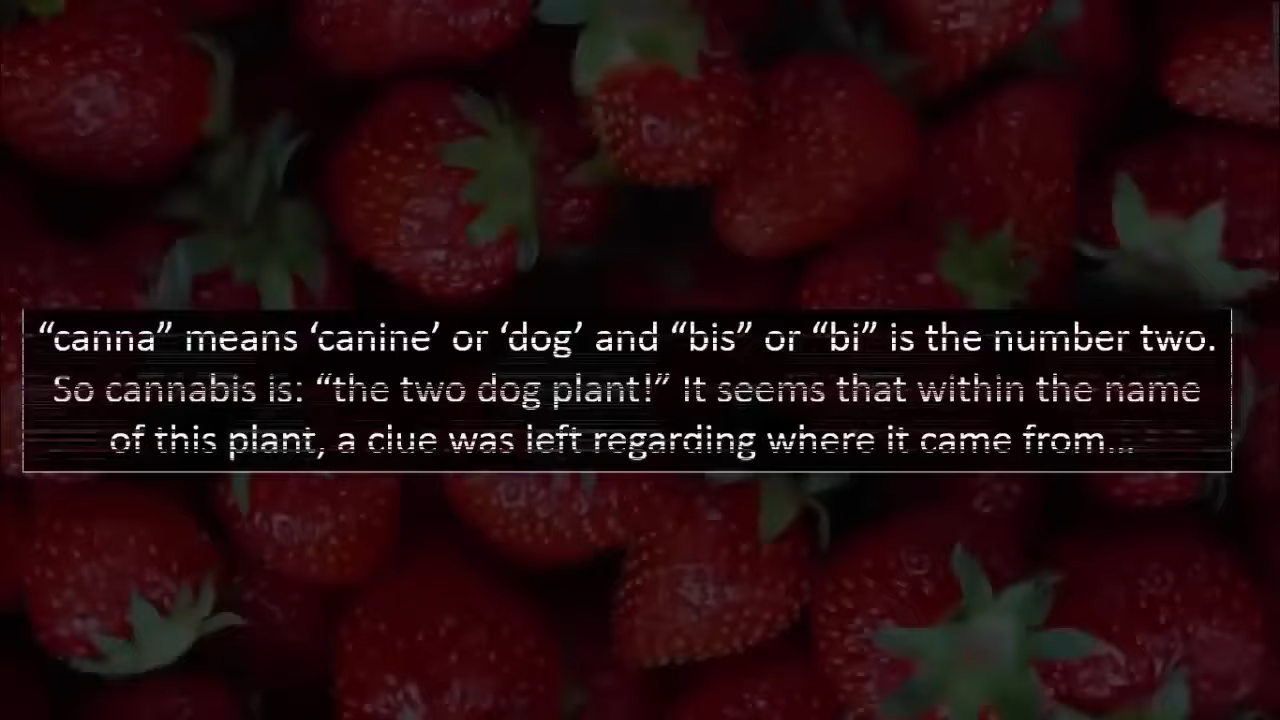 “canna” means ‘canine’ or ‘dog’ and “bis” or “bi” is the number two.
So cannabis is: “the two dog plant!” It seems that within the name
of this plant, a clue was left regarding where it came from...